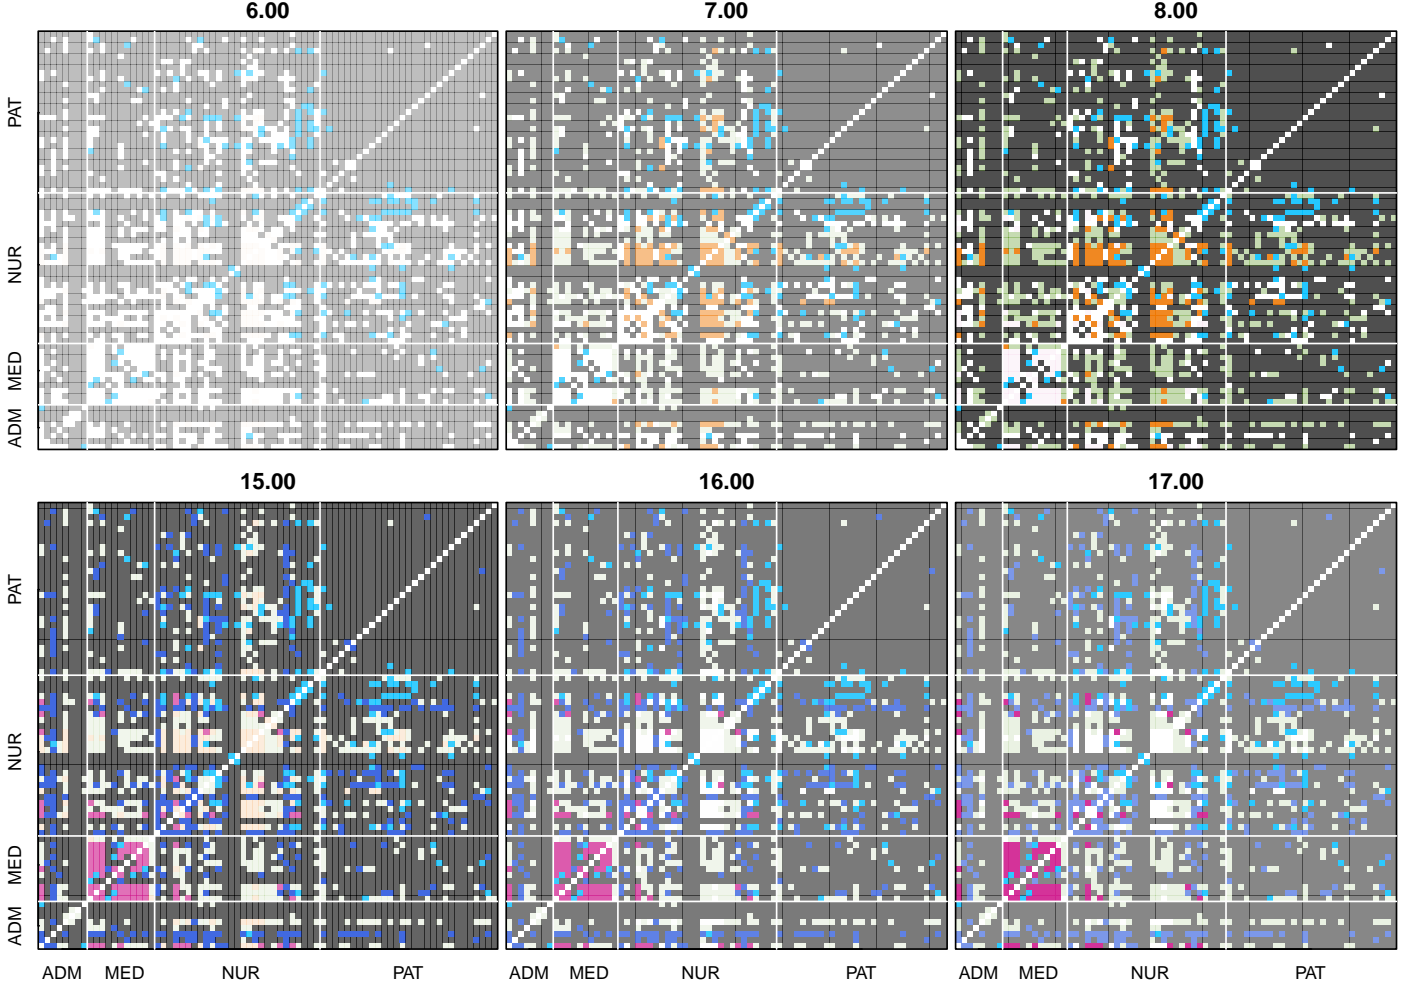 6.00 7.00 8.00
PAT
NUR
MED
ADM
15.00 16.00 17.00
PAT
NUR
MED
ADM
ADM MED NUR PAT ADM MED NUR PAT ADM MED NUR PAT